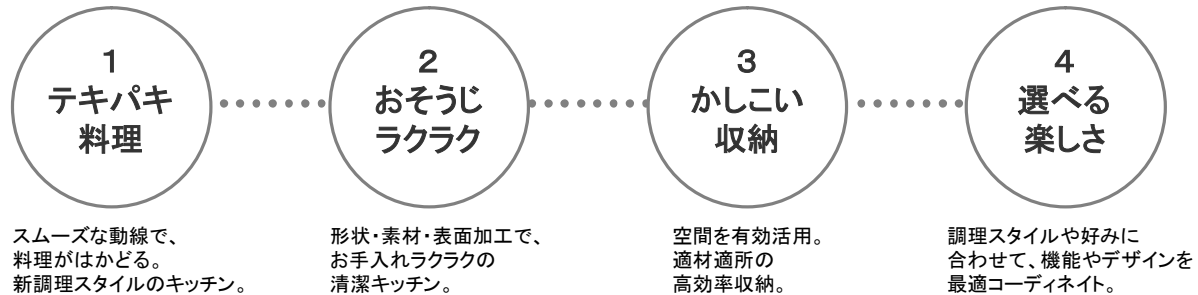 1
テキパキ
料理
スムーズな動線で、
料理がはかどる。
新調理スタイルのキッチン。
2
おそうじ
ラクラク
形状・素材・表面加工で、
お手入れラクラクの
清潔キッチン。
3
かしこい
収納
空間を有効活用。
適材適所の
高効率収納。
4
選べる
楽しさ
調理スタイルや好みに
合わせて、機能やデザインを
最適コーディネイト。